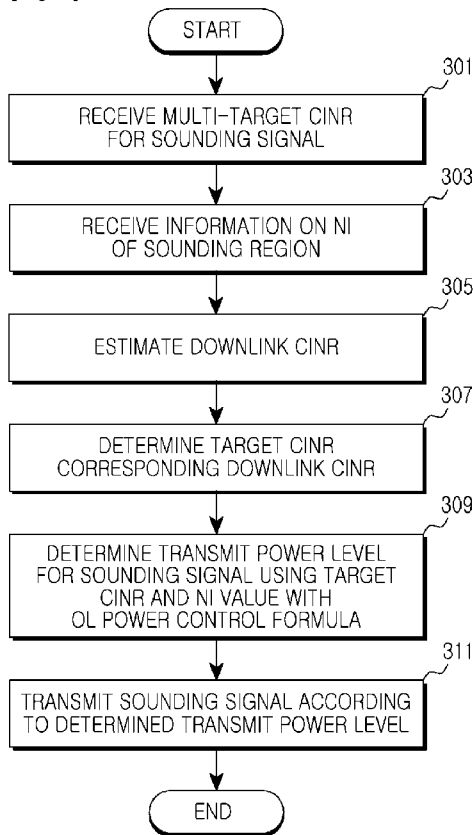 START
301
RECEIVE MULTI-TARGET CINR
FOR SOUNDING SIGNAL
303
RECEIVE INFORMATION ON NI
OF SOUNDING REGION
305
ESTIMATE DOWNLINK CINR
307
DETERMINE TARGET CINR
CORRESPONDING DOWNLINK CINR
309
DETERMINE TRANSMIT POWER LEVEL
FOR SOUNDING SIGNAL USING TARGET
CINR AND NI VALUE WITH
OL POWER CONTROL FORMULA
311
TRANSMIT SOUNDING SIGNAL ACCORDING
TO DETERMINED TRANSMIT POWER LEVEL
END